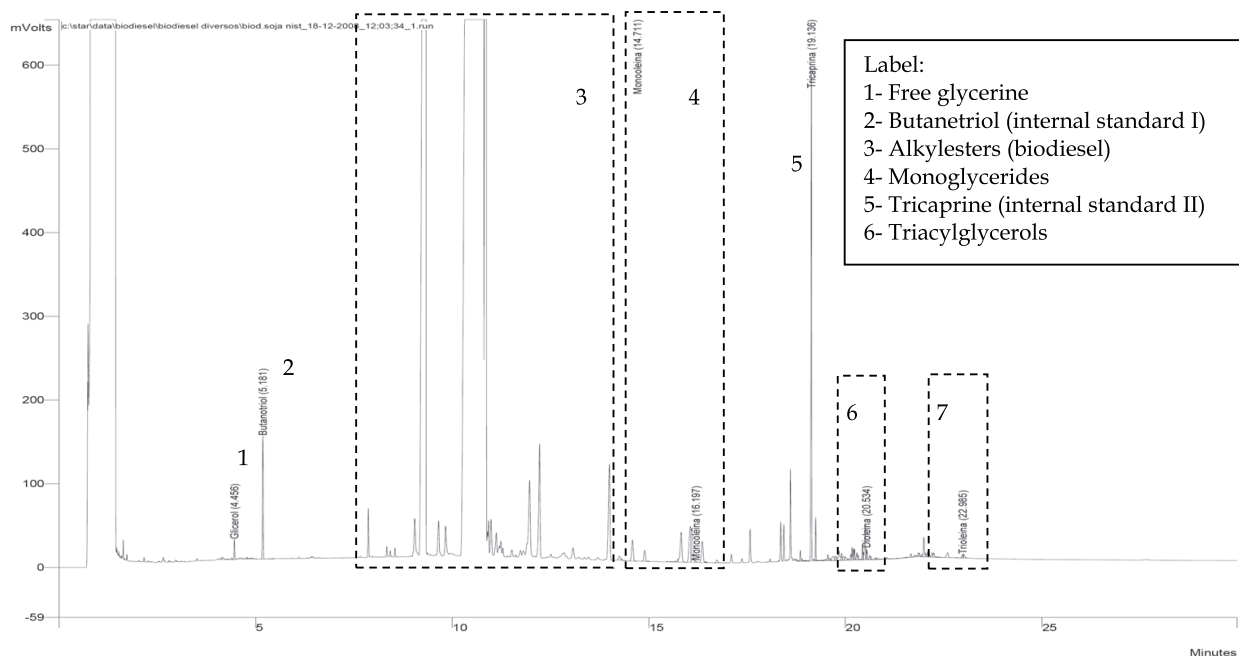 mVolts
c:\star\data\biodiesel\biodiesel diversos\biod.soja nist_18-12-2008_12;03;34_1.run
600
500
400
300
200
100
0
-59
5
10
15
20
25
Minutes
1
Glicerol (4.456)
2
Butanotriol (5.181)
3
Monooleina (14.711)
4
Monooleina (16.197)
5
Tricaprina (19.136)
6
Dioleina (20.534)
7
Trioleina (22.985)
Label:
1- Free glycerine
2- Butanetriol (internal standard I)
3- Alkylesters (biodiesel)
4- Monoglycerides
5- Tricaprine (internal standard II)
6- Triacylglycerols